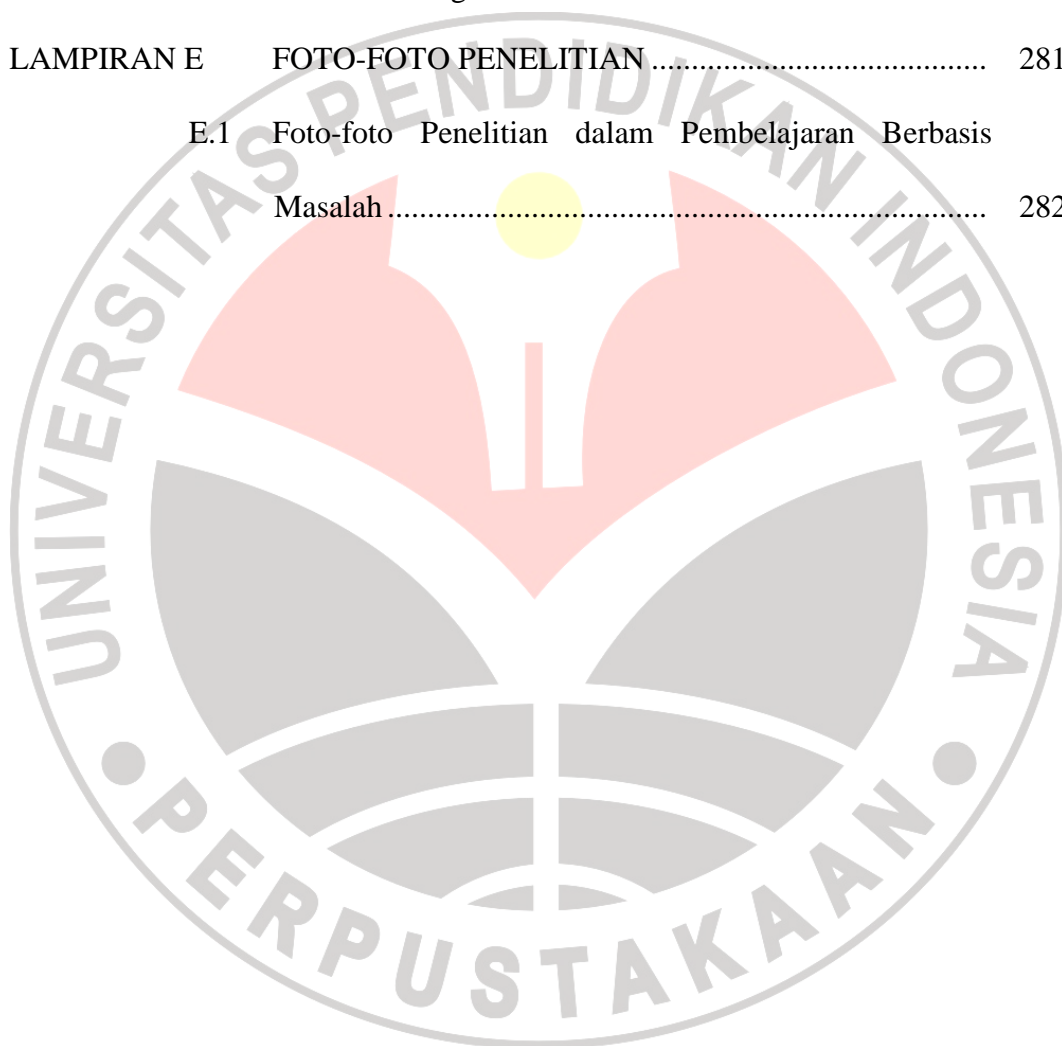 LAMPIRAN E FOTO-FOTO PENELITIAN .......................................... 281
E.1 Foto-foto Penelitian dalam Pembelajaran Berbasis
Masalah ........................................................................... 282
UNIVERSITAS PENDIDIKAN INDONESIA
PERPUSTAKAAN